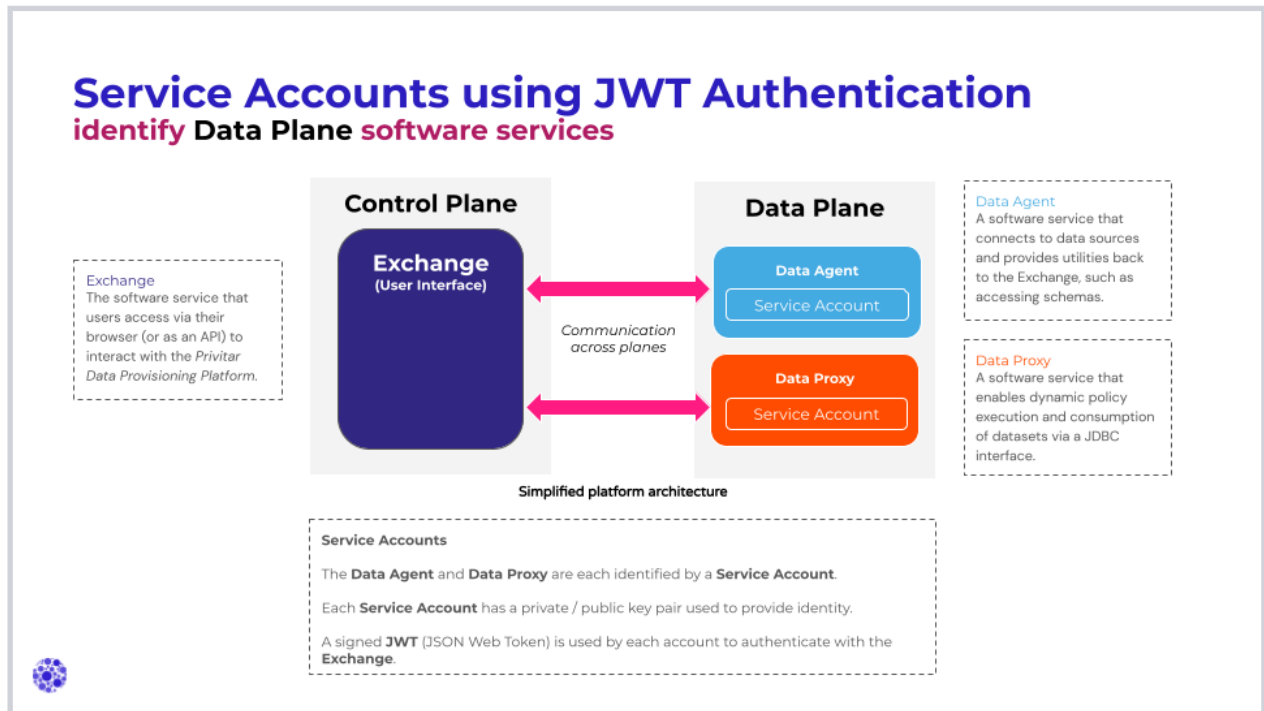 Service Accounts using JWT Authentication
identify Data Plane software services
Exchange
The software service that
users access via their
browser (or as an API) to
interact with the Privitar
Data Provisioning Platform.
Control Plane
Exchange
(User Interface)
Communication
across planes
Data Plane
Data Agent
Service Account
Data Proxy
Service Account
Data Agent
A software service that
connects to data sources
and provides utilities back
to the Exchange, such as
accessing schemas.
Data Proxy
A software service that
enables dynamic policy
execution and consumption
of datasets via a JDBC
interface.
Simplified platform architecture
Service Accounts
The Data Agent and Data Proxy are each identified by a Service Account.
Each Service Account has a private / public key pair used to provide identity.
A signed JWT (JSON Web Token) is used by each account to authenticate with the
Exchange.